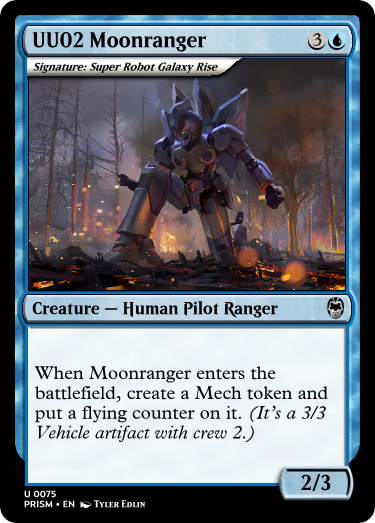 UU02 Moonranger
3
Signature: Super Robot Galaxy Rise
Creature — Human Pilot Ranger
When Moonranger enters the
battlefield, create a Mech token and
put a flying counter on it. (It's a 3/3
Vehicle artifact with crew 2.)
2/3
U 0075
PRISM • EN Tyler Edlin